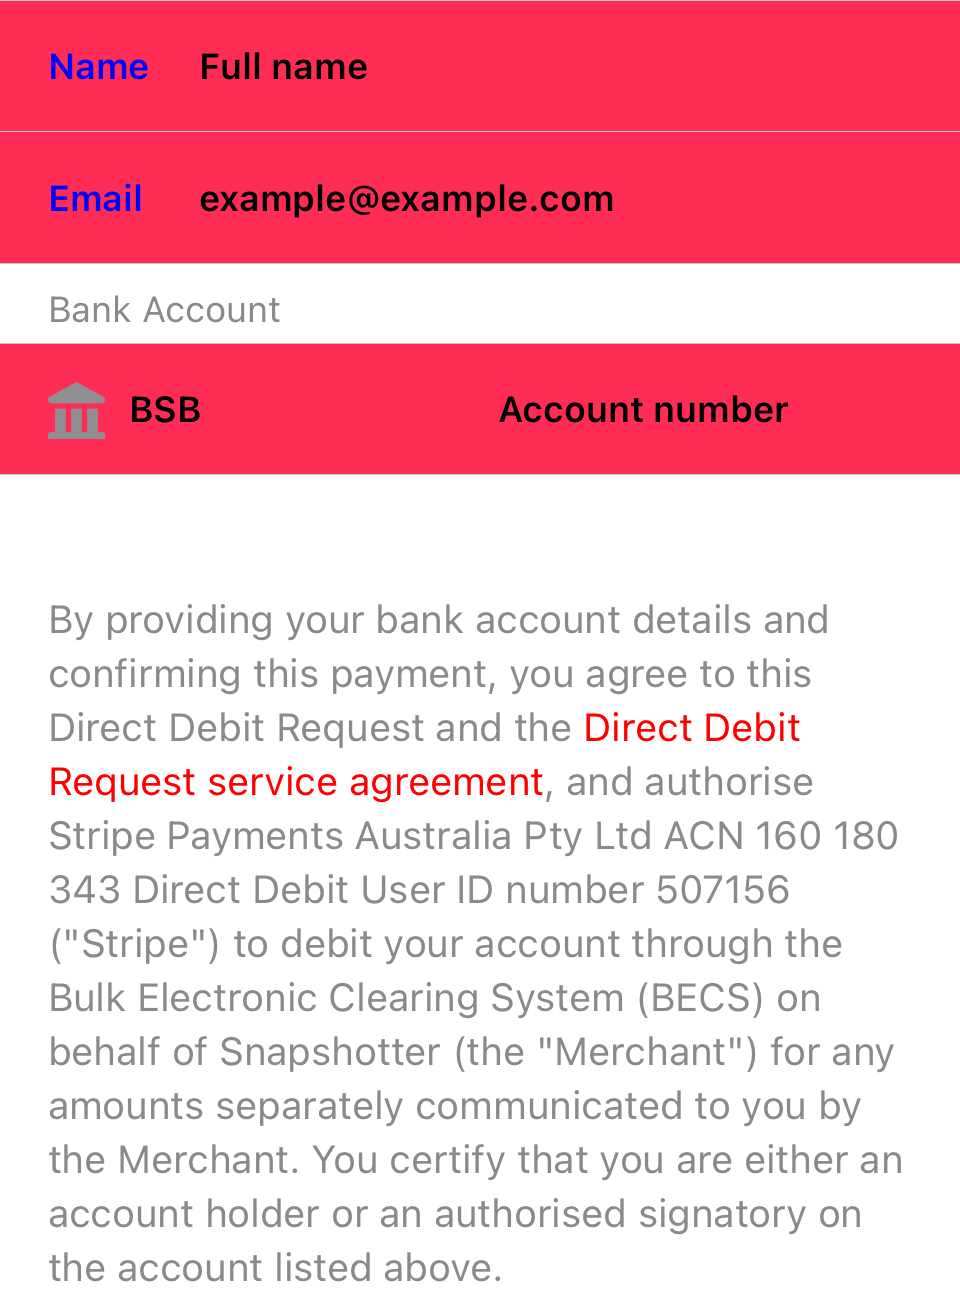 Name Full name
Email example@example.com
Bank Account
BSB Account number
By providing your bank account details and
confirming this payment, you agree to this
Direct Debit Request and the Direct Debit
Request service agreement, and authorise
Stripe Payments Australia Pty Ltd ACN 160 180
343 Direct Debit User ID number 507156
("Stripe") to debit your account through the
Bulk Electronic Clearing System (BECS) on
behalf of Snapshotter (the "Merchant") for any
amounts separately communicated to you by
the Merchant. You certify that you are either an
account holder or an authorised signatory on
the account listed above.